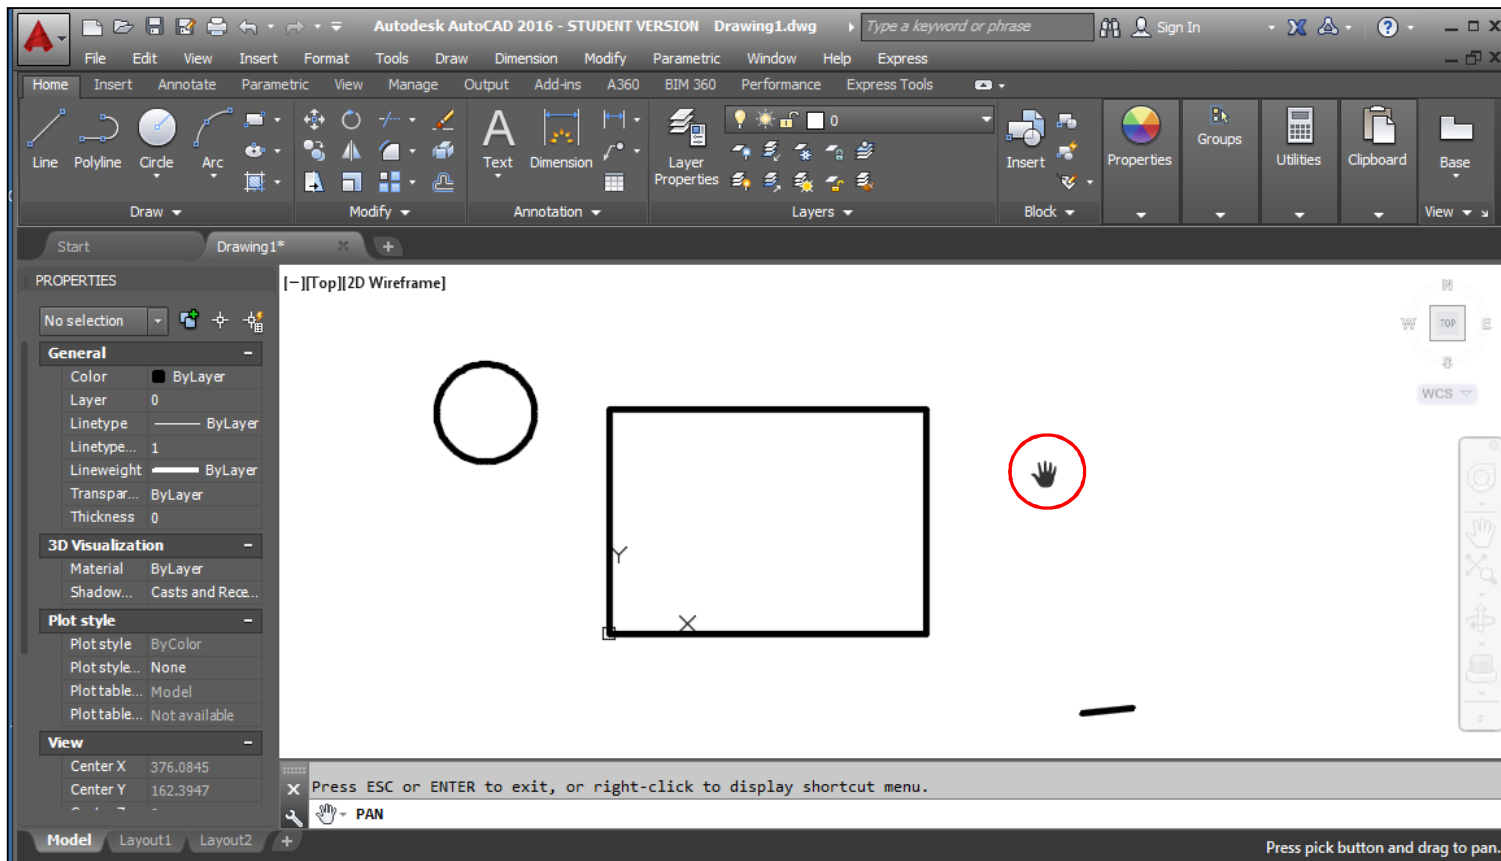 Autodesk AutoCAD 2016 - STUDENT VERSION Drawing1.dwg Type a keyword or phrase Sign In
File Edit View Insert Format Tools Draw Dimension Modify Parametric Window Help Express
Home Insert Annotate Parametric View Manage Output Add-ins A360 BIM 360 Performance Express Tools
0
Line Polyline Circle Arc Text Dimension Layer Properties Insert Properties Groups Utilities Clipboard Base
Draw Modify Annotation Layers Block View
Start Drawing1*
PROPERTIES
No selection
General
Color ByLayer
Layer 0
Linetype ByLayer
Linetype... 1
Lineweight ByLayer
Transpar... ByLayer
Thickness 0
3D Visualization
Material ByLayer
Shadow... Casts and Rece...
Plot style
Plot style ByColor
Plot style... None
Plot table... Model
Plot table... Not available
View
Center X 376.0845
Center Y 162.3947
[−][Top][2D Wireframe]
N
W TOP E
S
WCS
Y
X
Press ESC or ENTER to exit, or right-click to display shortcut menu.
PAN
Model Layout1 Layout2
Press pick button and drag to pan.